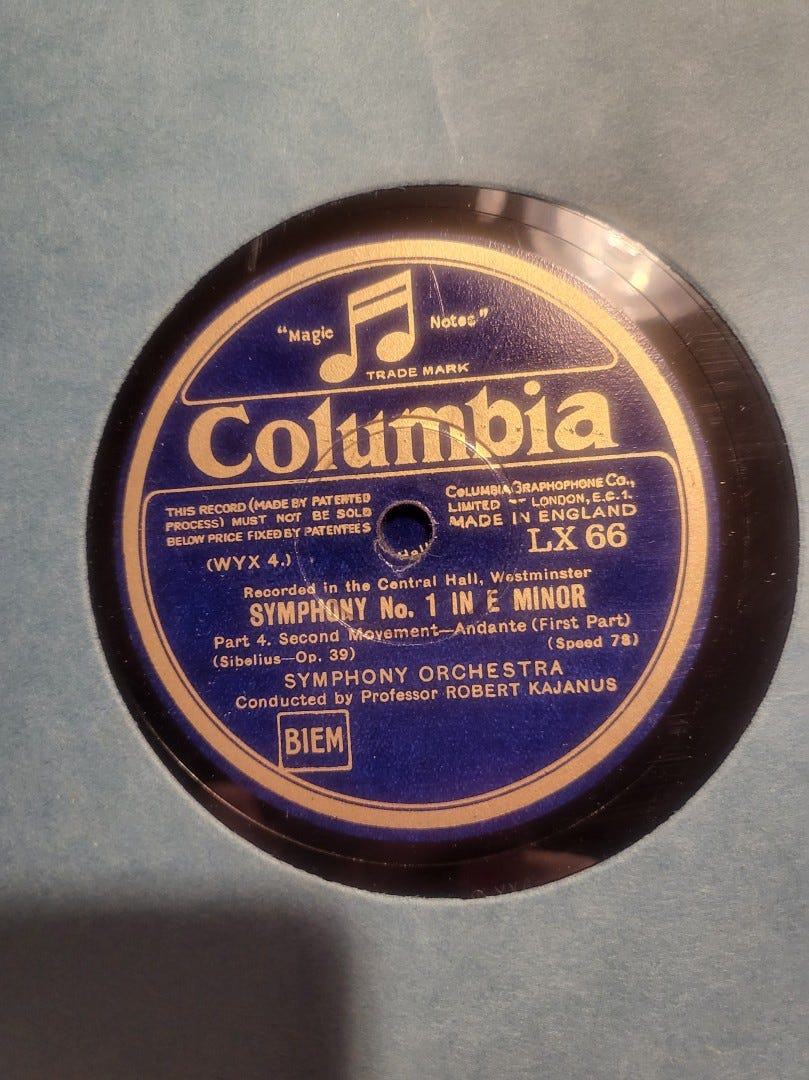 "Magic Notes"
TRADE MARK
Columbia
THIS RECORD (MADE BY PATENTED
PROCESS) MUST NOT BE SOLD
BELOW PRICE FIXED BY PATENTEES
COLUMBIA GRAPHOPHONE CO.,
LIMITED LONDON, E.C.1.
MADE IN ENGLAND
(WYX 4.)
LX 66
Recorded in the Central Hall, Westminster
SYMPHONY No. 1 IN E MINOR
Part 4. Second Movement—Andante (First Part)
(Sibelius—Op. 39)
(Speed 78)
SYMPHONY ORCHESTRA
Conducted by Professor ROBERT KAJANUS
BIEM